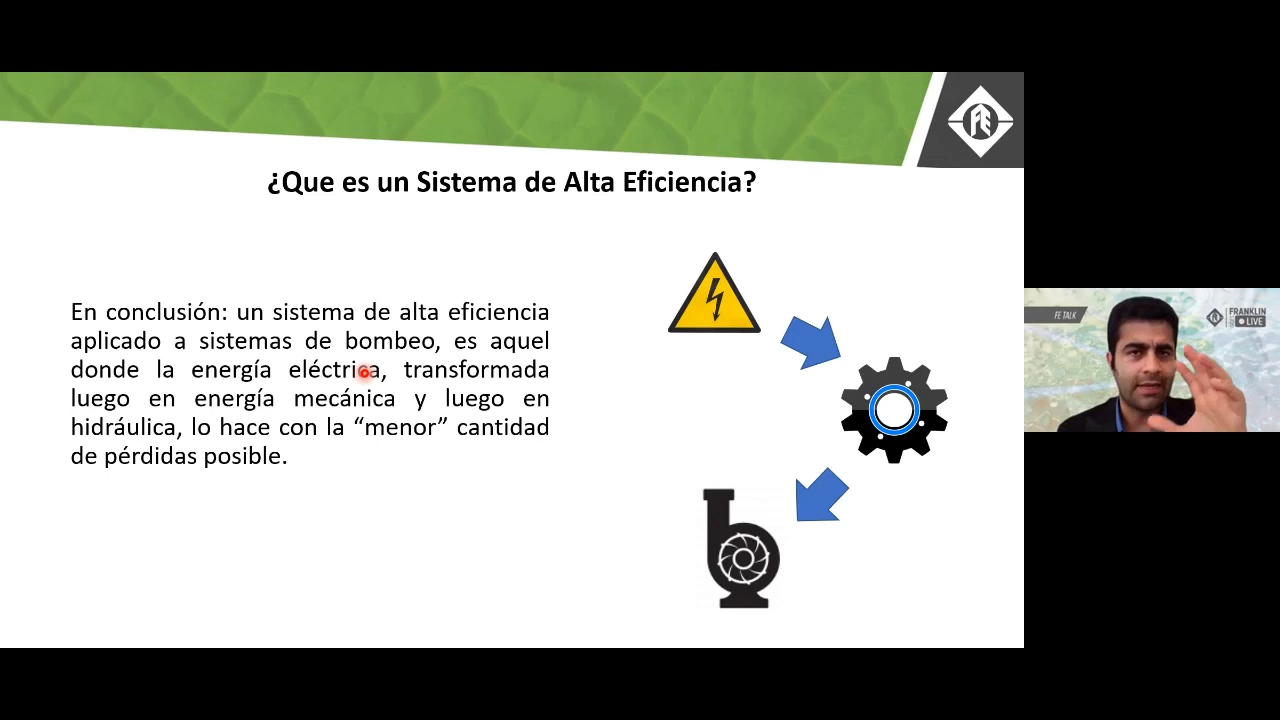 ¿Que es un Sistema de Alta Eficiencia?
En conclusión: un sistema de alta eficiencia
aplicado a sistemas de bombeo, es aquel
donde la energía eléctrica, transformada
luego en energía mecánica y luego en
hidráulica, lo hace con la “menor” cantidad
de pérdidas posible.
FE
FE TALK
FRANKLIN
LIVE